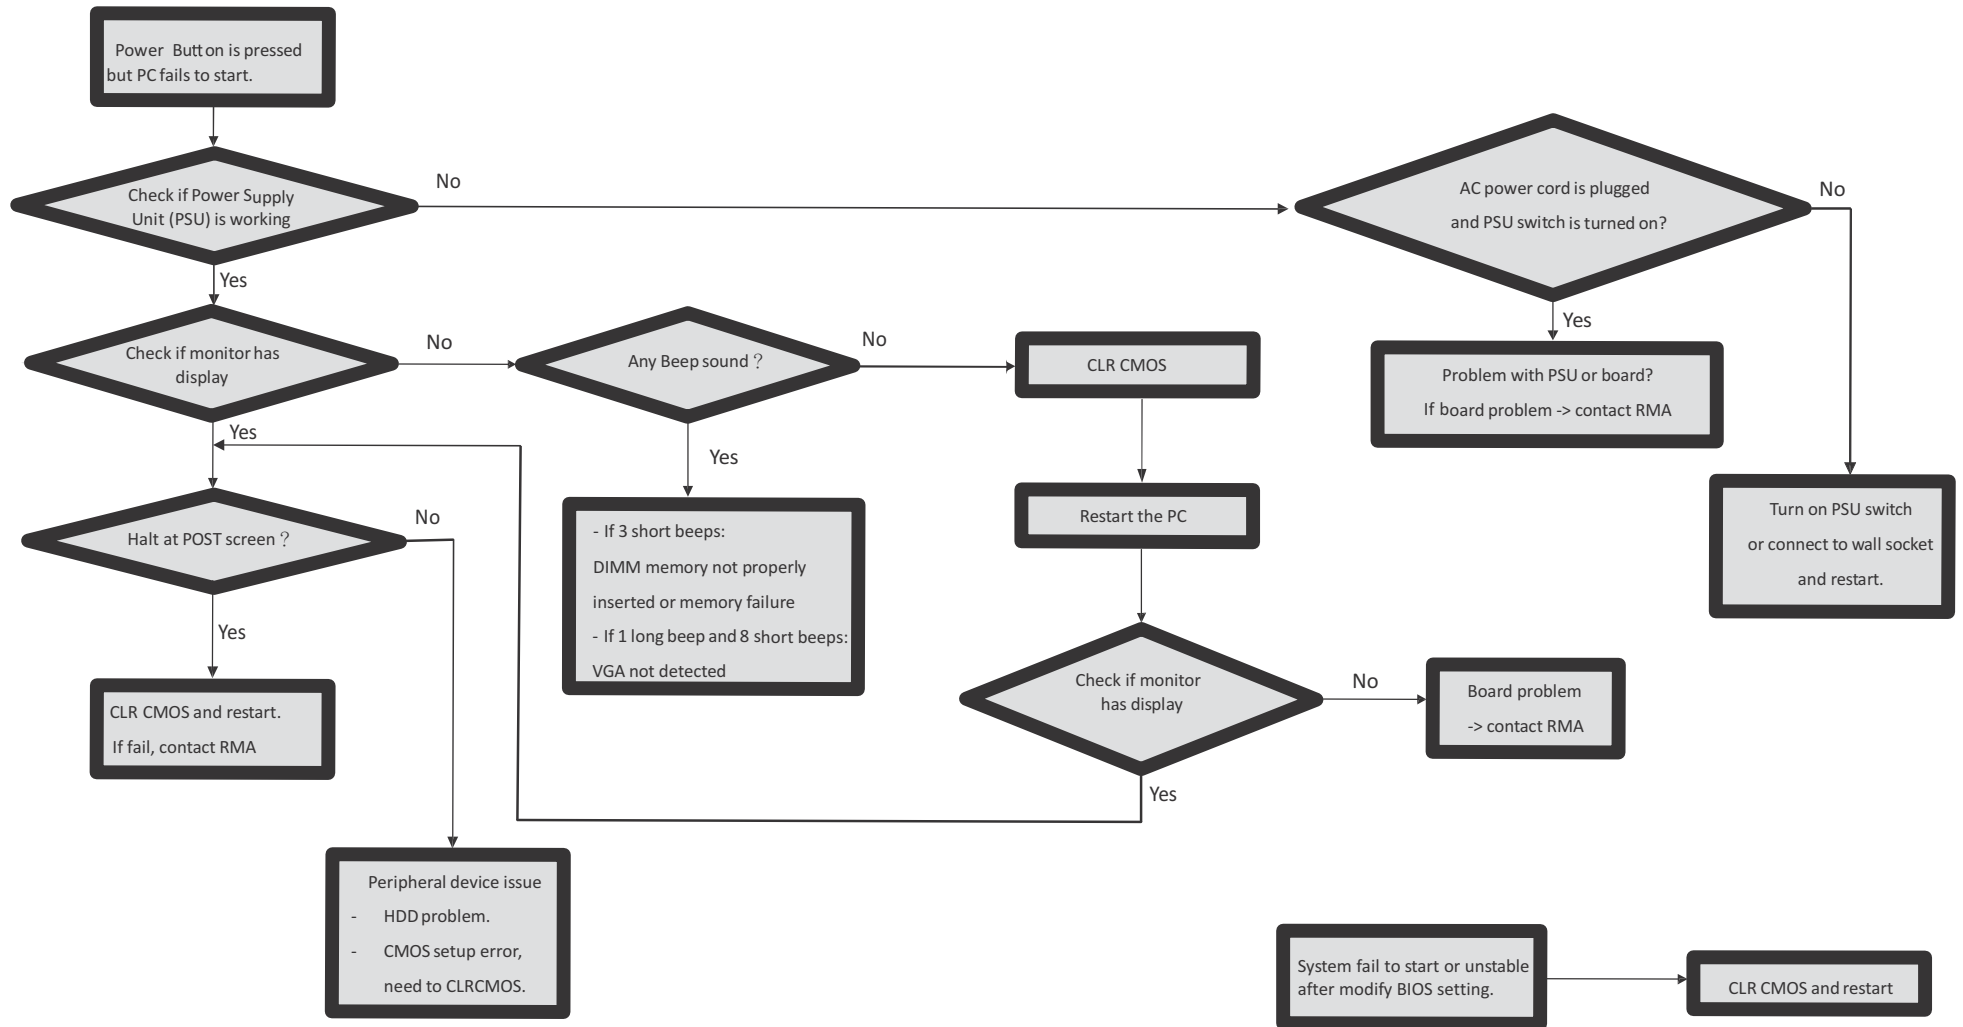 Power Button is pressed
but PC fails to start.
Check if Power Supply
Unit (PSU) is working
No
AC power cord is plugged
and PSU switch is turned on?
No
Yes
Yes
Check if monitor has
display
No
Any Beep sound?
No
CLR CMOS
Problem with PSU or board?
If board problem -> contact RMA
Yes
Yes
Halt at POST screen?
No
- If 3 short beeps:
DIMM memory not properly
inserted or memory failure
- If 1 long beep and 8 short beeps:
VGA not detected
Restart the PC
Turn on PSU switch
or connect to wall socket
and restart.
Yes
CLR CMOS and restart.
If fail, contact RMA
Check if monitor
has display
No
Board problem
-> contact RMA
Yes
Peripheral device issue
- HDD problem.
- CMOS setup error,
need to CLRCMOS.
System fail to start or unstable
after modify BIOS setting.
CLR CMOS and restart